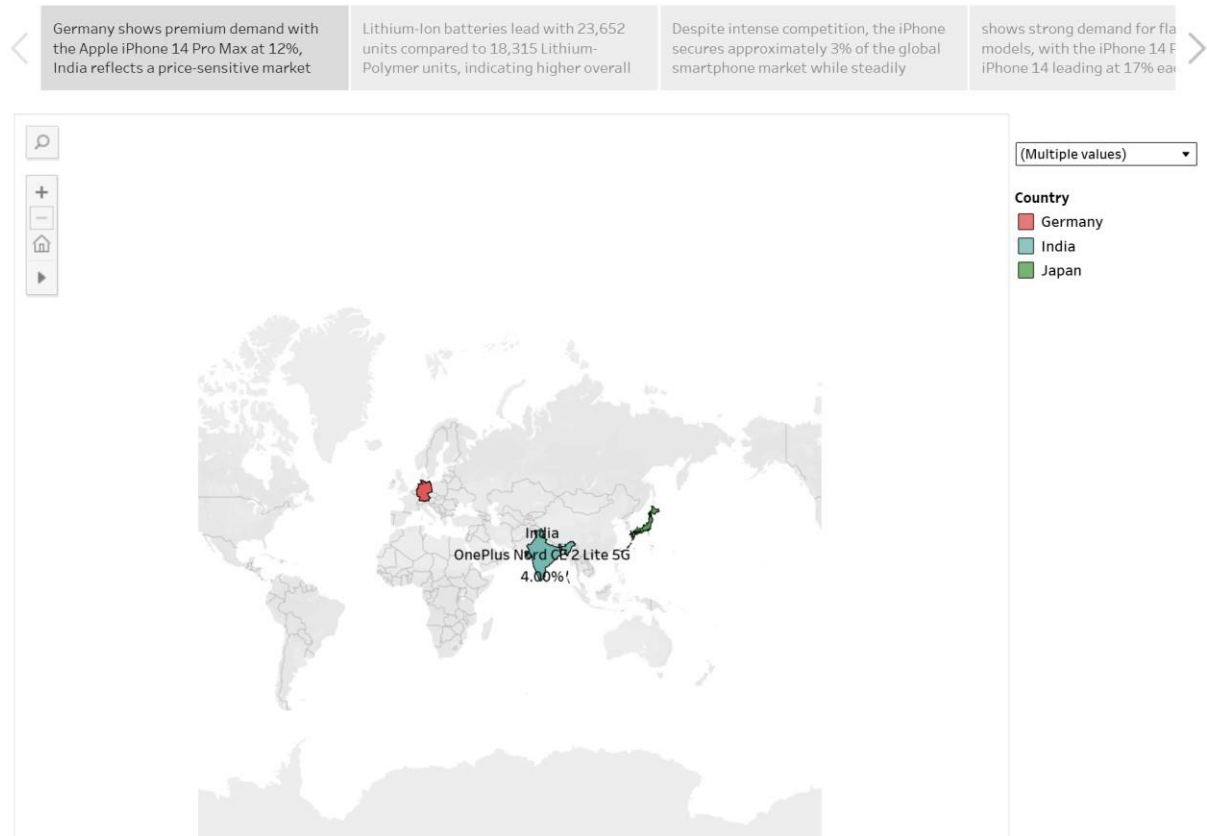 Germany shows premium demand with
the Apple iPhone 14 Pro Max at 12%,
India reflects a price-sensitive market
Lithium-Ion batteries lead with 23,652
units compared to 18,315 Lithium-
Polymer units, indicating higher overall
Despite intense competition, the iPhone
secures approximately 3% of the global
smartphone market while steadily
shows strong demand for fla
models, with the iPhone 14 P
iPhone 14 leading at 17% ea
(Multiple values)
Country
Germany
India
Japan
India
OnePlus Nord CE 2 Lite 5G
4.00%